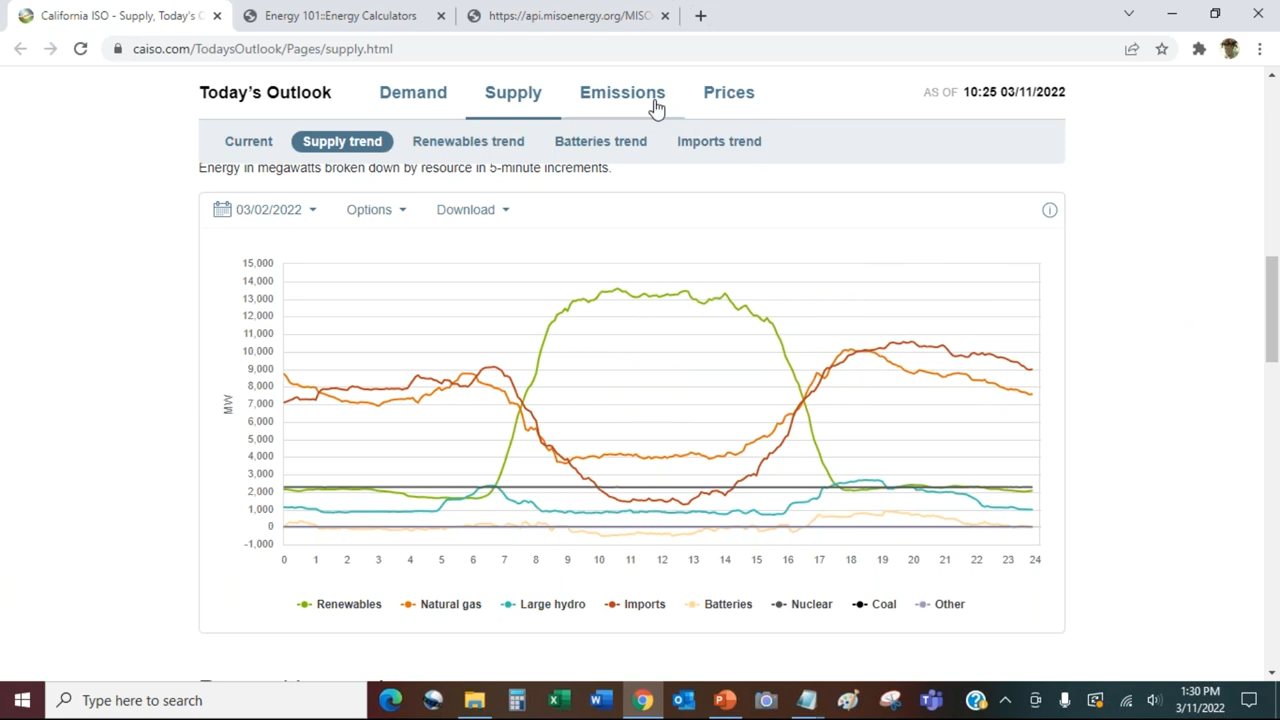 California ISO - Supply, Today's O
Energy 101::Energy Calculators
https://api.misoenergy.org/MISO
caiso.com/TodaysOutlook/Pages/supply.html
Today's Outlook
Demand
Supply
Emissions
Prices
AS OF 10:25 03/11/2022
Current
Supply trend
Renewables trend
Batteries trend
Imports trend
Energy in megawatts broken down by resource in 5-minute increments.
03/02/2022
Options
Download
15,000
14,000
13,000
12,000
11,000
10,000
9,000
8,000
7,000
6,000
5,000
4,000
3,000
2,000
1,000
0
-1,000
MW
0 1 2 3 4 5 6 7 8 9 10 11 12 13 14 15 16 17 18 19 20 21 22 23 24
Renewables Natural gas Large hydro Imports Batteries Nuclear Coal Other
Type here to search
1:30 PM
3/11/2022